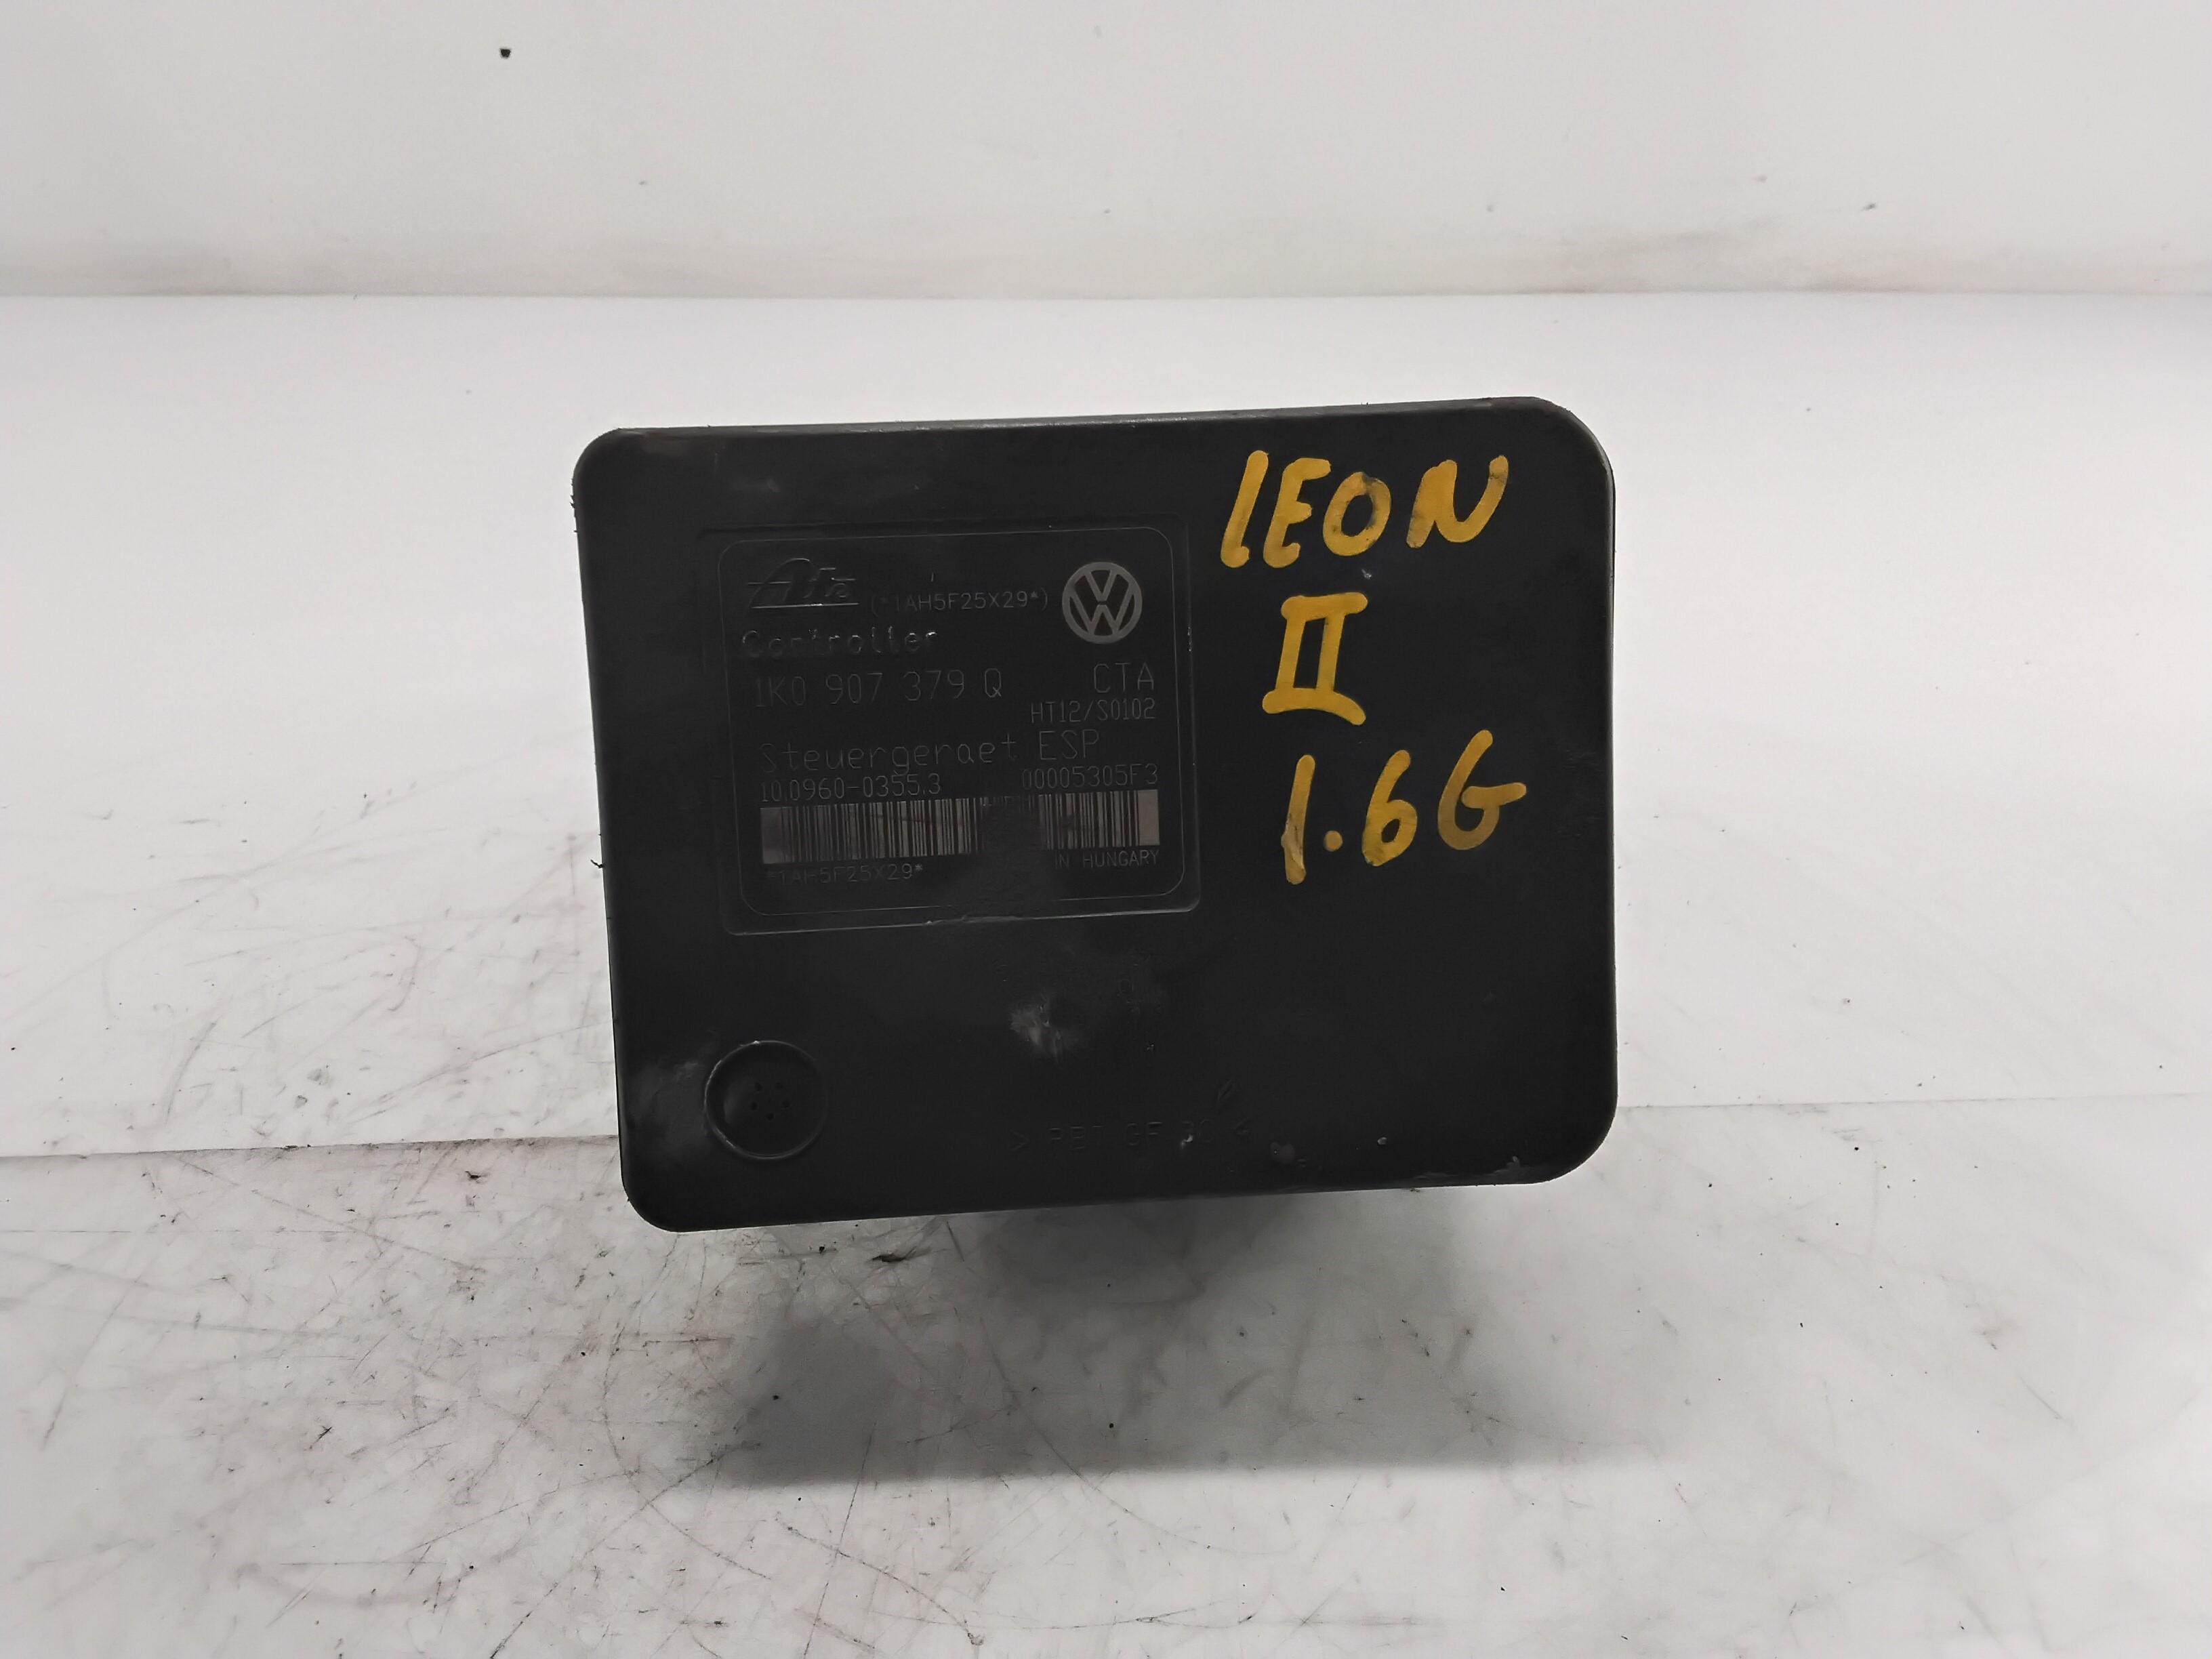 Ate (*1AH5F25X29*)
Controller
1K0 907 379 Q CTA
HT12/S0102
Steuergeraet ESP
10.0960-0355.3 00005305F3
IN HUNGARY
*1AH5F25X29*
LEON
II
1.6G